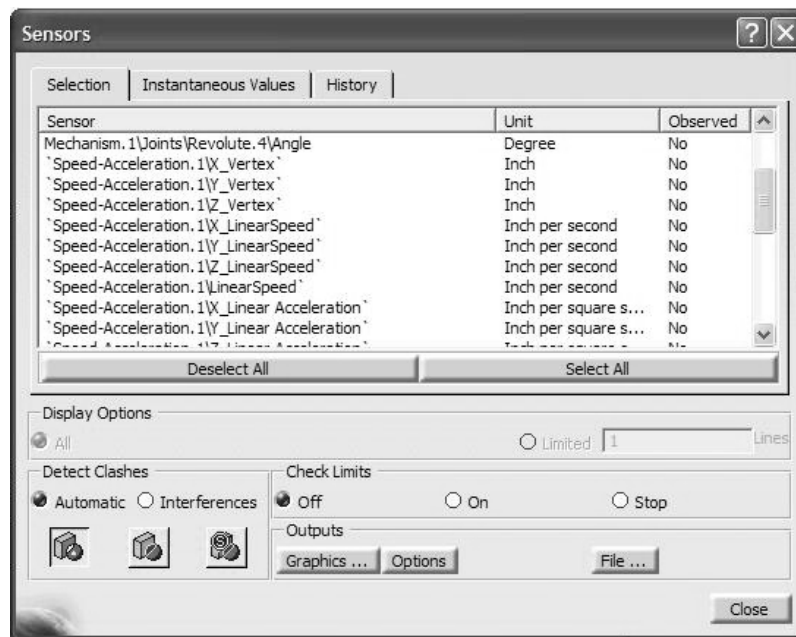 Sensors
Selection Instantaneous Values History
Sensor Unit Observed
Mechanism.1\Joints\Revolute.4\Angle Degree No
`Speed-Acceleration.1\X_Vertex` Inch No
`Speed-Acceleration.1\Y_Vertex` Inch No
`Speed-Acceleration.1\Z_Vertex` Inch No
`Speed-Acceleration.1\X_LinearSpeed` Inch per second No
`Speed-Acceleration.1\Y_LinearSpeed` Inch per second No
`Speed-Acceleration.1\Z_LinearSpeed` Inch per second No
`Speed-Acceleration.1\LinearSpeed` Inch per second No
`Speed-Acceleration.1\X_Linear Acceleration` Inch per square s... No
`Speed-Acceleration.1\Y_Linear Acceleration` Inch per square s... No
Deselect All Select All
Display Options
All Limited 1 Lines
Detect Clashes Check Limits
Automatic Interferences Off On Stop
Outputs
Graphics ... Options File ...
Close